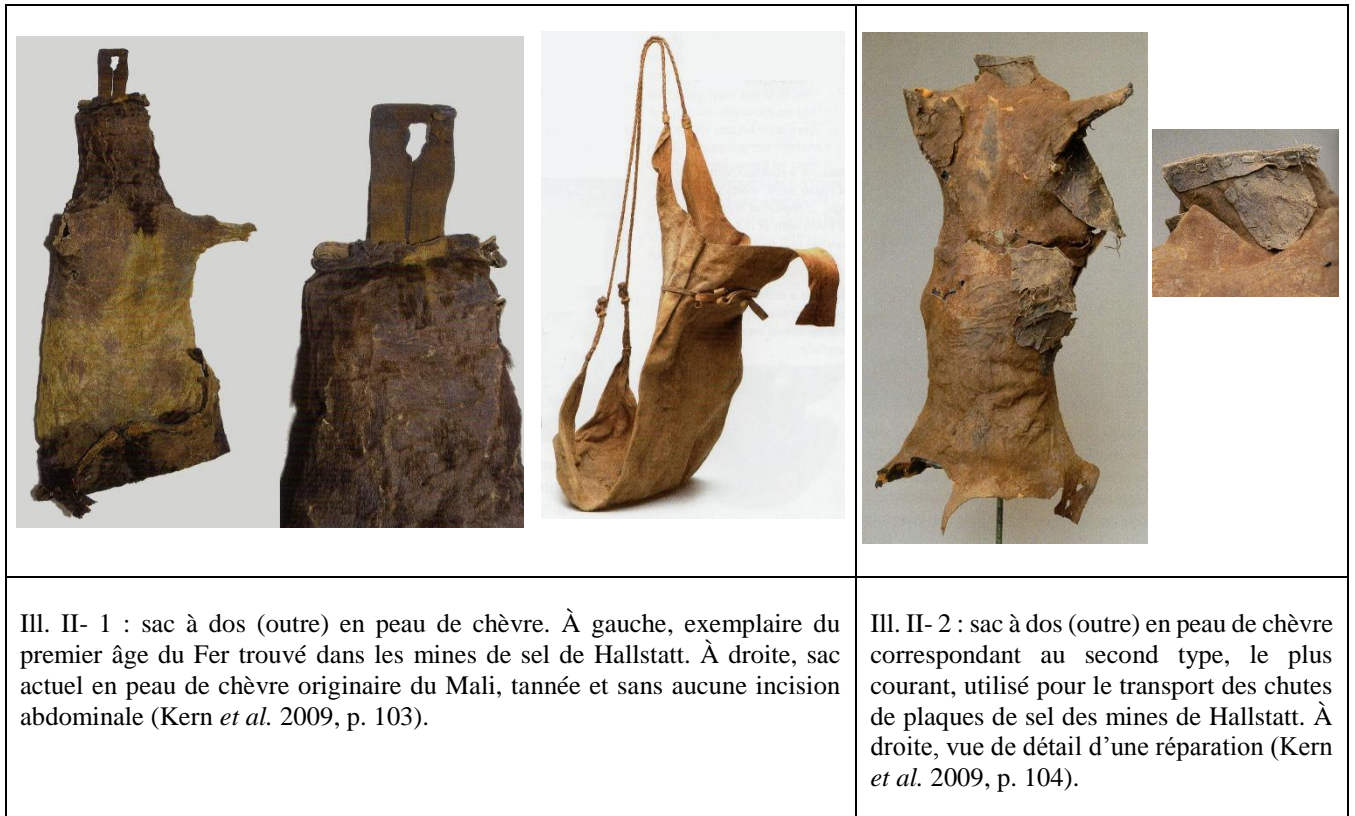 Ill. II- 1 : sac à dos (outre) en peau de chèvre. À gauche, exemplaire du
premier âge du Fer trouvé dans les mines de sel de Hallstatt. À droite, sac
actuel en peau de chèvre originaire du Mali, tannée et sans aucune incision
abdominale (Kern et al. 2009, p. 103).
Ill. II- 2 : sac à dos (outre) en peau de chèvre
correspondant au second type, le plus
courant, utilisé pour le transport des chutes
de plaques de sel des mines de Hallstatt. À
droite, vue de détail d’une réparation (Kern
et al. 2009, p. 104).